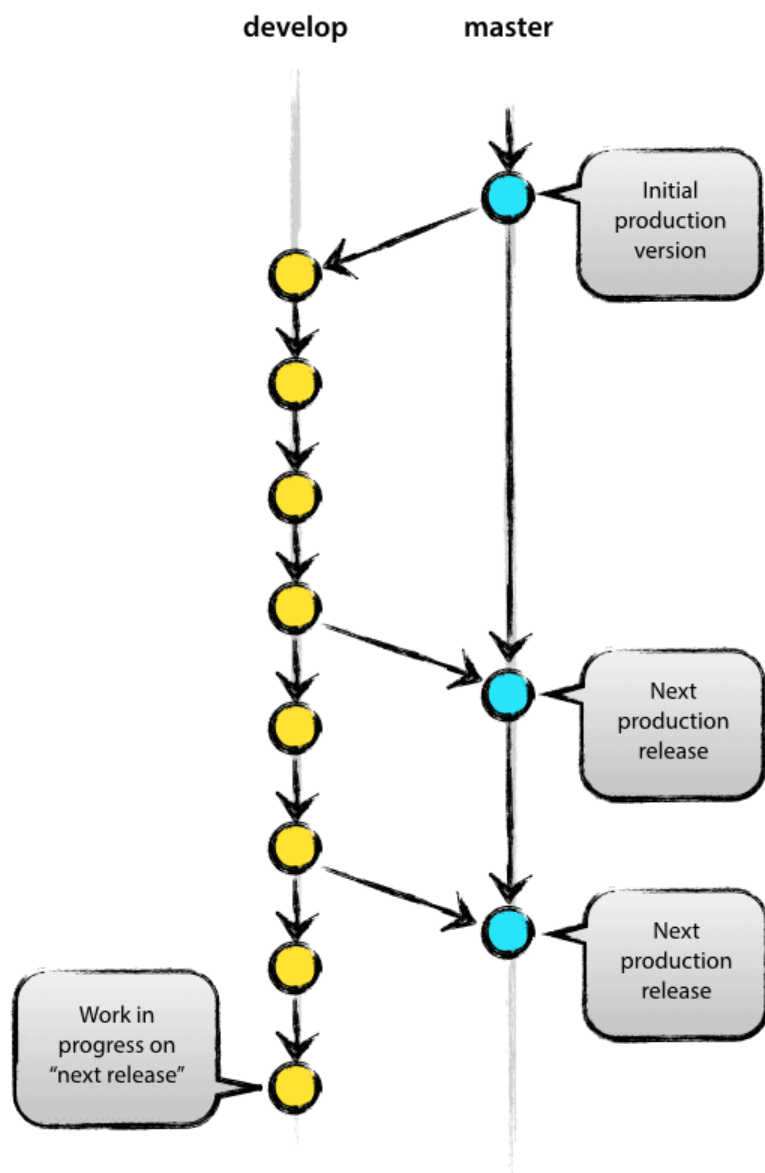 develop
master
Initial
production
version
Next
production
release
Next
production
release
Work in
progress on
“next release”